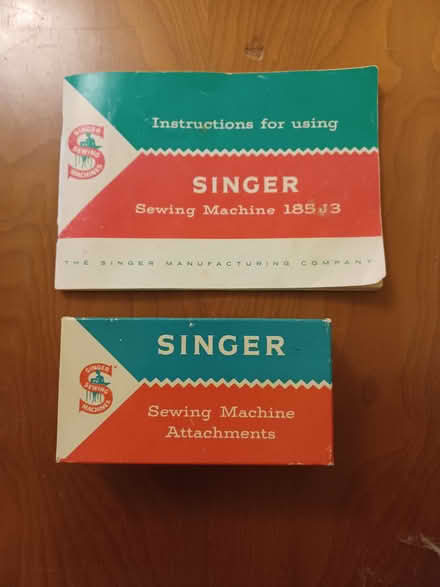 Instructions for using
SINGER
Sewing Machine 185J3
THE SINGER MANUFACTURING COMPANY
SINGER
SEWING
MACHINES
SINGER
Sewing Machine
Attachments
SINGER
SEWING
MACHINES